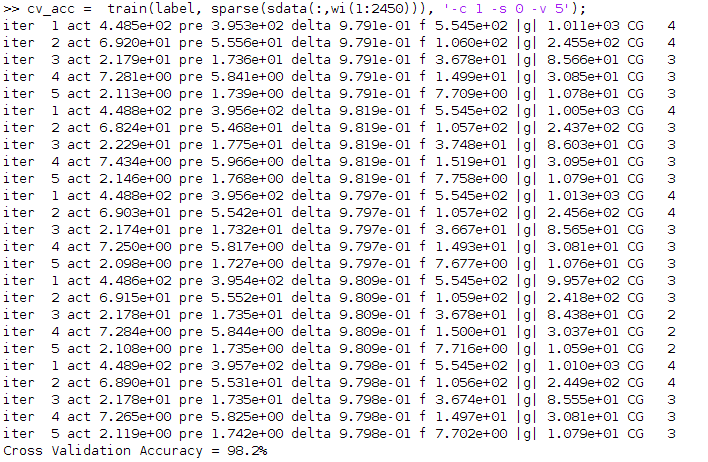 >> cv_acc =  train(label, sparse(sdata(:,wi(1:2450))), '-c 1 -s 0 -v 5');
iter  1 act 4.485e+02 pre 3.953e+02 delta 9.791e-01 f 5.545e+02 |g| 1.011e+03 CG   4
iter  2 act 6.920e+01 pre 5.556e+01 delta 9.791e-01 f 1.060e+02 |g| 2.455e+02 CG   4
iter  3 act 2.179e+01 pre 1.736e+01 delta 9.791e-01 f 3.678e+01 |g| 8.566e+01 CG   3
iter  4 act 7.281e+00 pre 5.841e+00 delta 9.791e-01 f 1.499e+01 |g| 3.085e+01 CG   3
iter  5 act 2.113e+00 pre 1.739e+00 delta 9.791e-01 f 7.709e+00 |g| 1.078e+01 CG   3
iter  1 act 4.488e+02 pre 3.956e+02 delta 9.819e-01 f 5.545e+02 |g| 1.005e+03 CG   4
iter  2 act 6.824e+01 pre 5.468e+01 delta 9.819e-01 f 1.057e+02 |g| 2.437e+02 CG   3
iter  3 act 2.229e+01 pre 1.775e+01 delta 9.819e-01 f 3.748e+01 |g| 8.603e+01 CG   3
iter  4 act 7.434e+00 pre 5.966e+00 delta 9.819e-01 f 1.519e+01 |g| 3.095e+01 CG   3
iter  5 act 2.146e+00 pre 1.768e+00 delta 9.819e-01 f 7.758e+00 |g| 1.079e+01 CG   3
iter  1 act 4.488e+02 pre 3.956e+02 delta 9.797e-01 f 5.545e+02 |g| 1.013e+03 CG   4
iter  2 act 6.903e+01 pre 5.542e+01 delta 9.797e-01 f 1.057e+02 |g| 2.456e+02 CG   4
iter  3 act 2.174e+01 pre 1.732e+01 delta 9.797e-01 f 3.667e+01 |g| 8.565e+01 CG   3
iter  4 act 7.250e+00 pre 5.817e+00 delta 9.797e-01 f 1.493e+01 |g| 3.081e+01 CG   3
iter  5 act 2.098e+00 pre 1.727e+00 delta 9.797e-01 f 7.677e+00 |g| 1.076e+01 CG   3
iter  1 act 4.486e+02 pre 3.954e+02 delta 9.809e-01 f 5.545e+02 |g| 9.957e+02 CG   3
iter  2 act 6.915e+01 pre 5.552e+01 delta 9.809e-01 f 1.059e+02 |g| 2.418e+02 CG   3
iter  3 act 2.178e+01 pre 1.735e+01 delta 9.809e-01 f 3.678e+01 |g| 8.438e+01 CG   2
iter  4 act 7.284e+00 pre 5.844e+00 delta 9.809e-01 f 1.500e+01 |g| 3.037e+01 CG   2
iter  5 act 2.108e+00 pre 1.735e+00 delta 9.809e-01 f 7.716e+00 |g| 1.059e+01 CG   2
iter  1 act 4.489e+02 pre 3.957e+02 delta 9.798e-01 f 5.545e+02 |g| 1.010e+03 CG   4
iter  2 act 6.890e+01 pre 5.531e+01 delta 9.798e-01 f 1.056e+02 |g| 2.449e+02 CG   4
iter  3 act 2.178e+01 pre 1.735e+01 delta 9.798e-01 f 3.674e+01 |g| 8.555e+01 CG   3
iter  4 act 7.265e+00 pre 5.825e+00 delta 9.798e-01 f 1.497e+01 |g| 3.081e+01 CG   3
iter  5 act 2.119e+00 pre 1.742e+00 delta 9.798e-01 f 7.702e+00 |g| 1.079e+01 CG   3
Cross Validation Accuracy = 98.2%